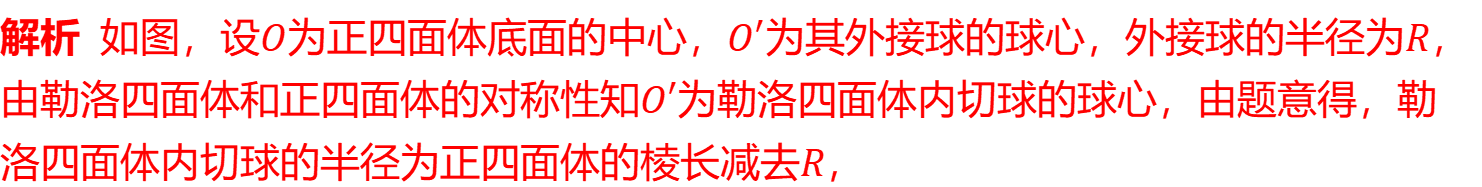 解析 如图，设O为正四面体底面的中心，O′为其外接球的球心，外接球的半径为R，
由勒洛四面体和正四面体的对称性知O′为勒洛四面体内切球的球心，由题意得，勒
洛四面体内切球的半径为正四面体的棱长减去R，